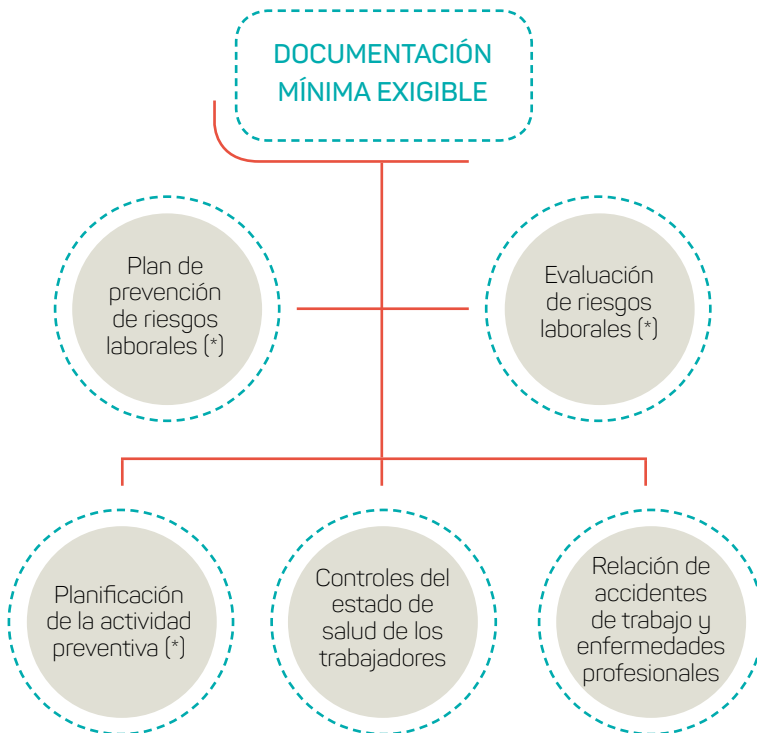 DOCUMENTACIÓN
MÍNIMA EXIGIBLE
Plan de
prevención
de riesgos
laborales (*)
Evaluación
de riesgos
laborales (*)
Planificación
de la actividad
preventiva (*)
Controles del
estado de
salud de los
trabajadores
Relación de
accidentes
de trabajo y
enfermedades
profesionales